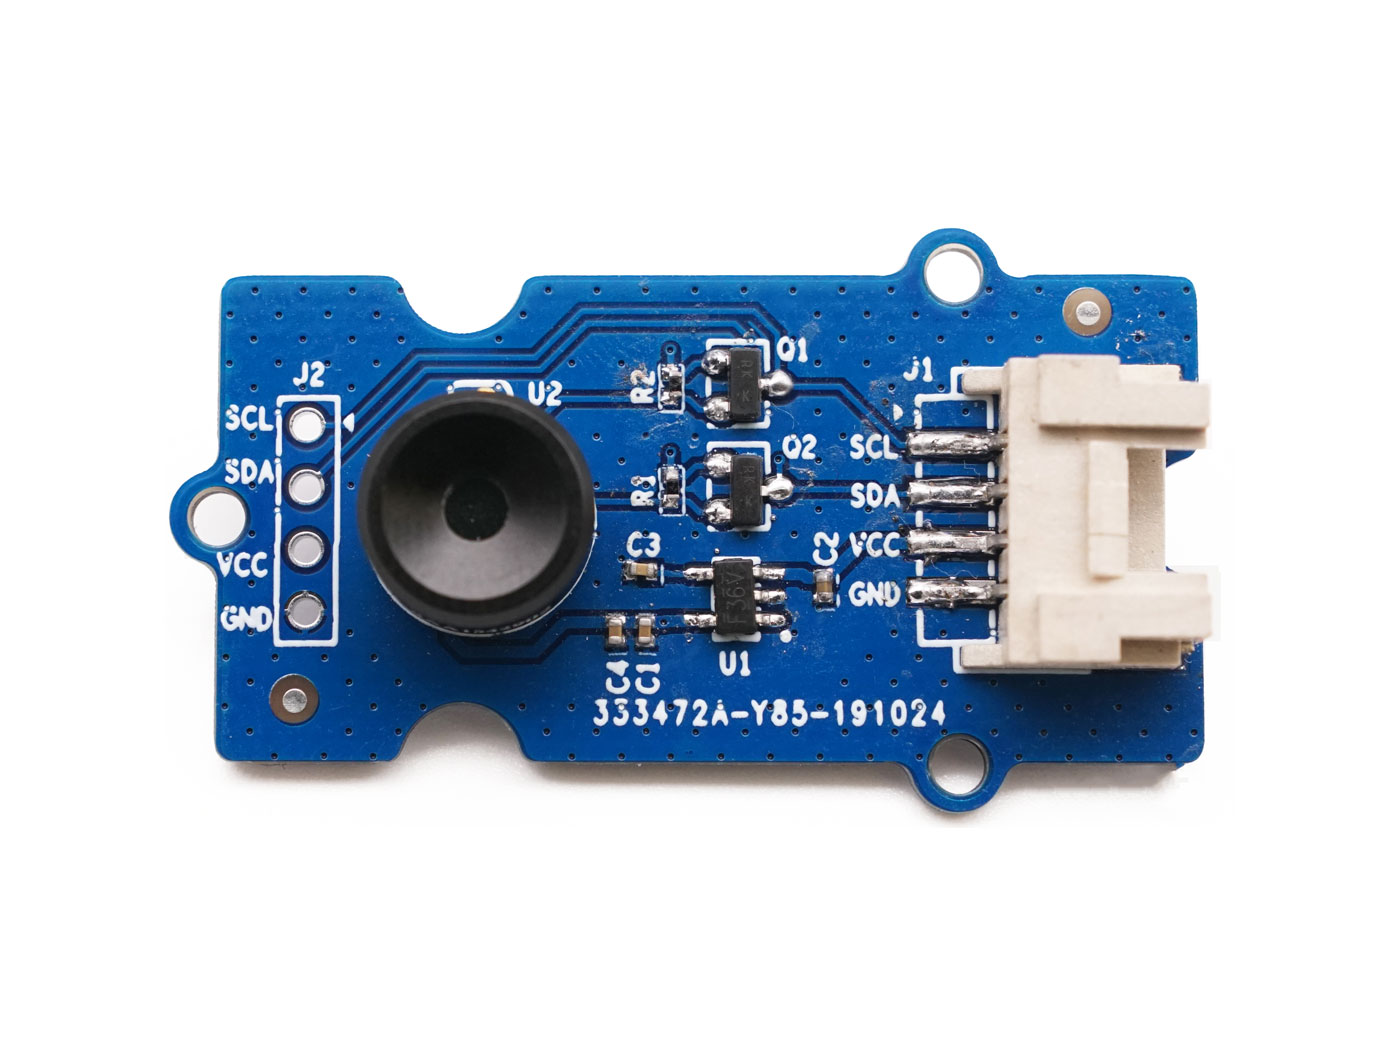 J2
SCL
SDA
VCC
GND
U2
R2
Q1
R1
Q2
C3
C2
F36V
U1
C4
C1
J1
SCL
SDA
VCC
GND
333472A-Y85-191024